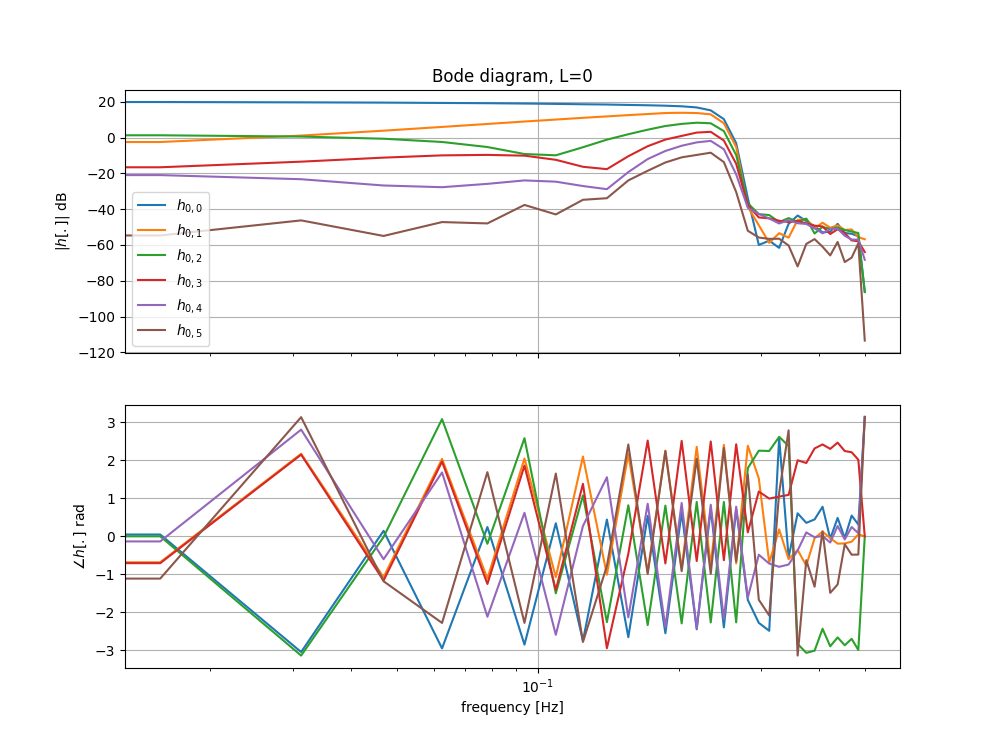 Bode diagram, L=0
20
0
−20
−40
−60
−80
−100
−120
|h[.]| dB
h0,0
h0,1
h0,2
h0,3
h0,4
h0,5
3
2
1
0
−1
−2
−3
∠h[.] rad
10−1
frequency [Hz]